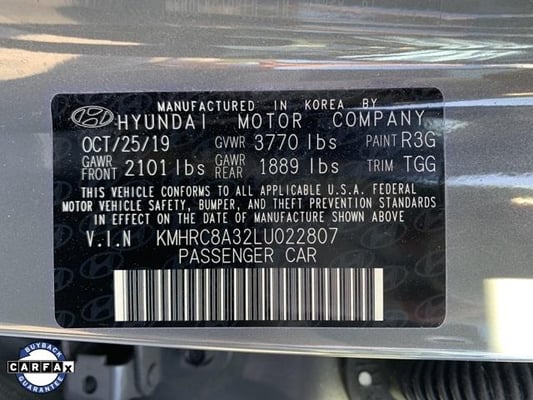 MANUFACTURED IN KOREA BY
HYUNDAI MOTOR COMPANY
OCT/25/19 GVWR 3770 lbs PAINT R3G
GAWR FRONT 2101 lbs GAWR REAR 1889 lbs TRIM TGG
THIS VEHICLE CONFORMS TO ALL APPLICABLE U.S.A. FEDERAL
MOTOR VEHICLE SAFETY, BUMPER, AND THEFT PREVENTION STANDARDS
IN EFFECT ON THE DATE OF MANUFACTURE SHOWN ABOVE
V.I.N KMHRC8A32LU022807
PASSENGER CAR
BUYBACK
CARFAX
GUARANTEE